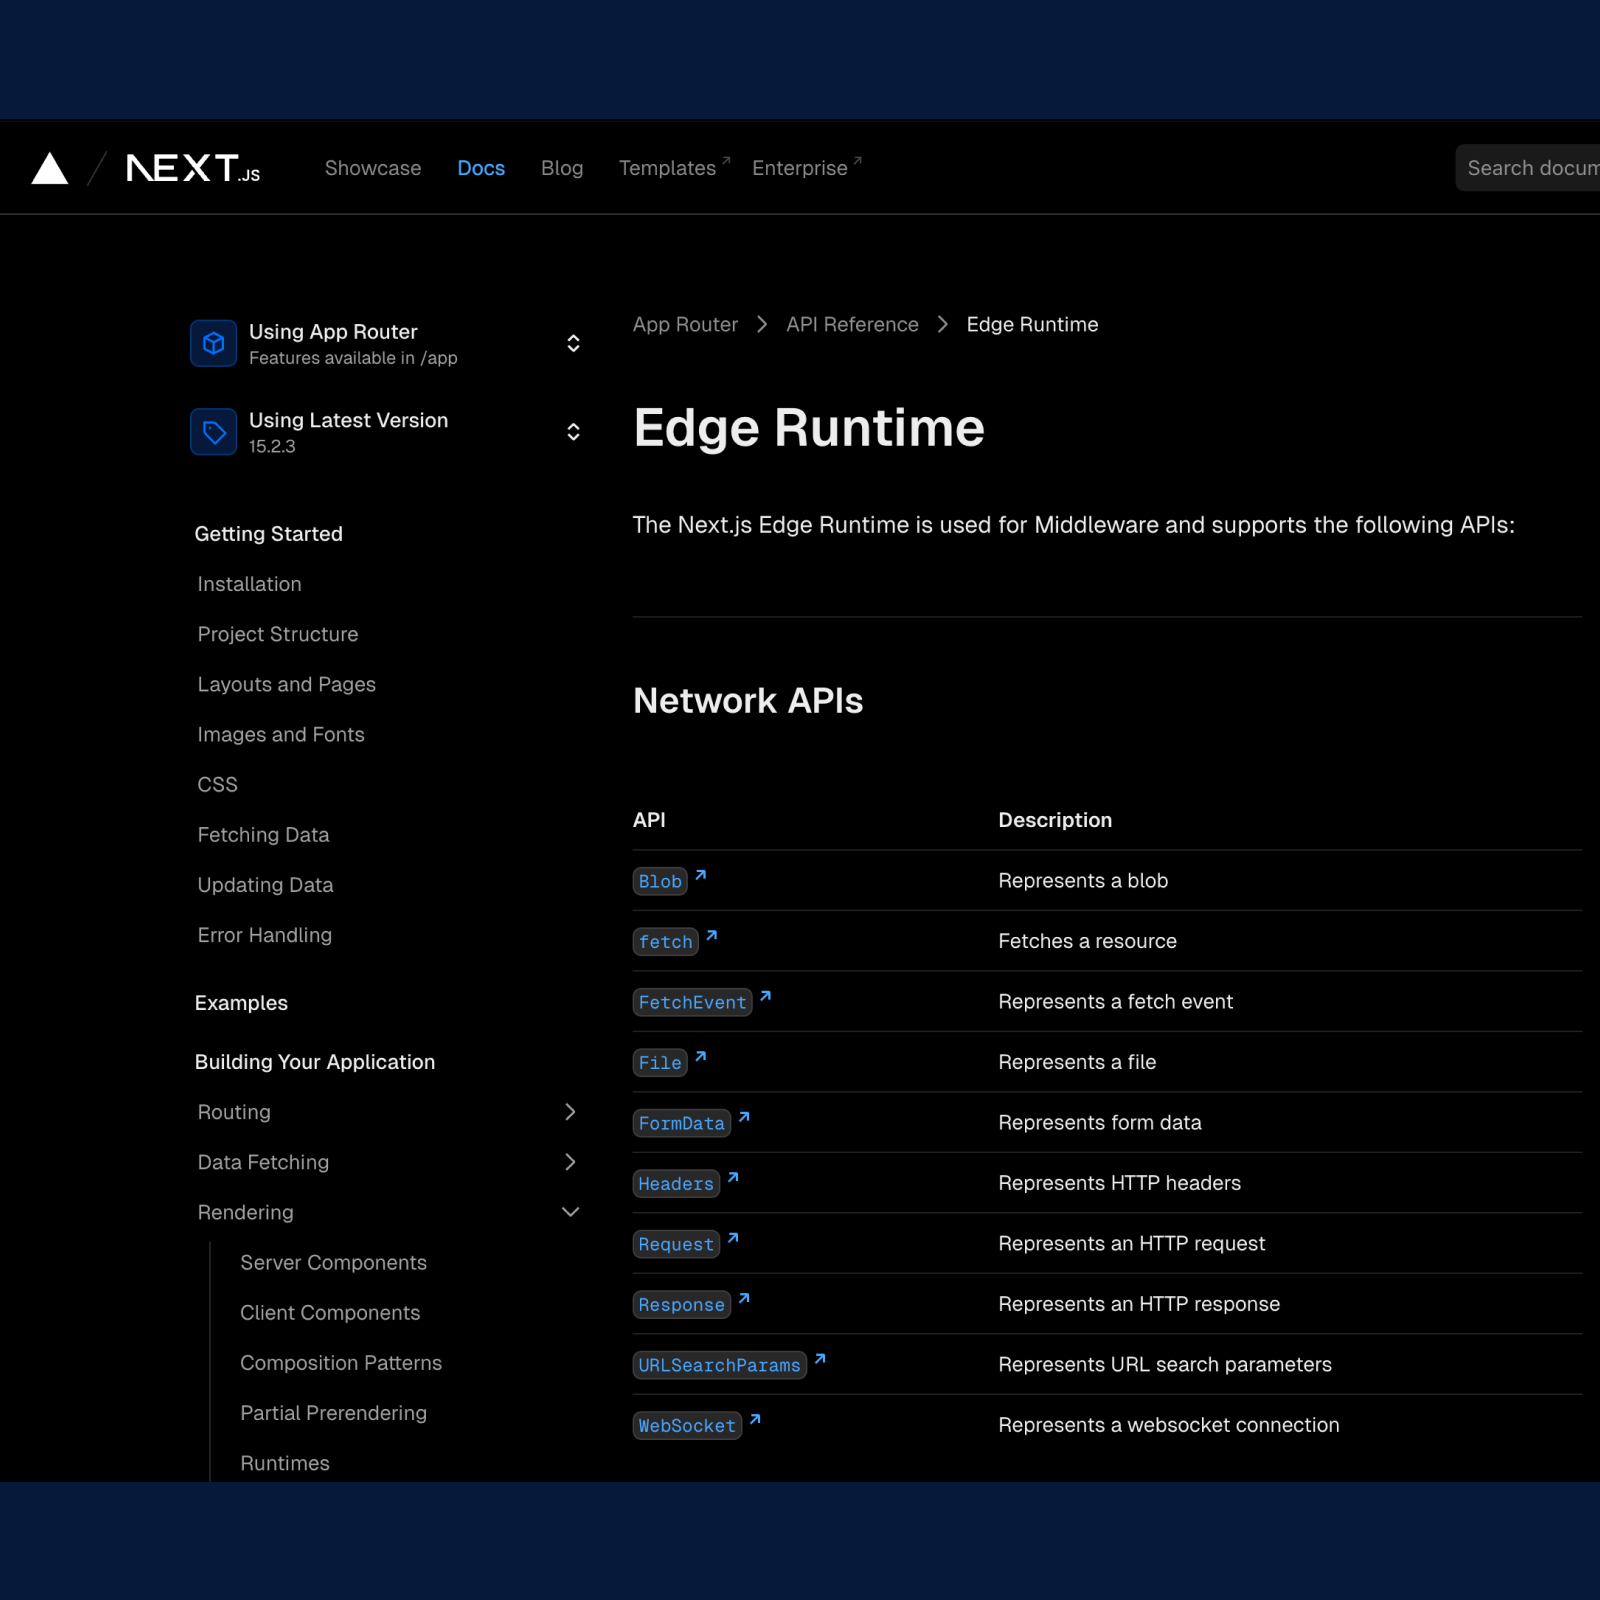 NEXT.JS
Showcase
Docs
Blog
Templates
Enterprise
Search docum
Using App Router
Features available in /app
Using Latest Version
15.2.3
Getting Started
Installation
Project Structure
Layouts and Pages
Images and Fonts
CSS
Fetching Data
Updating Data
Error Handling
Examples
Building Your Application
Routing
Data Fetching
Rendering
Server Components
Client Components
Composition Patterns
Partial Prerendering
Runtimes
App Router > API Reference > Edge Runtime
Edge Runtime
The Next.js Edge Runtime is used for Middleware and supports the following APIs:
Network APIs
API Description
Blob Represents a blob
fetch Fetches a resource
FetchEvent Represents a fetch event
File Represents a file
FormData Represents form data
Headers Represents HTTP headers
Request Represents an HTTP request
Response Represents an HTTP response
URLSearchParams Represents URL search parameters
WebSocket Represents a websocket connection